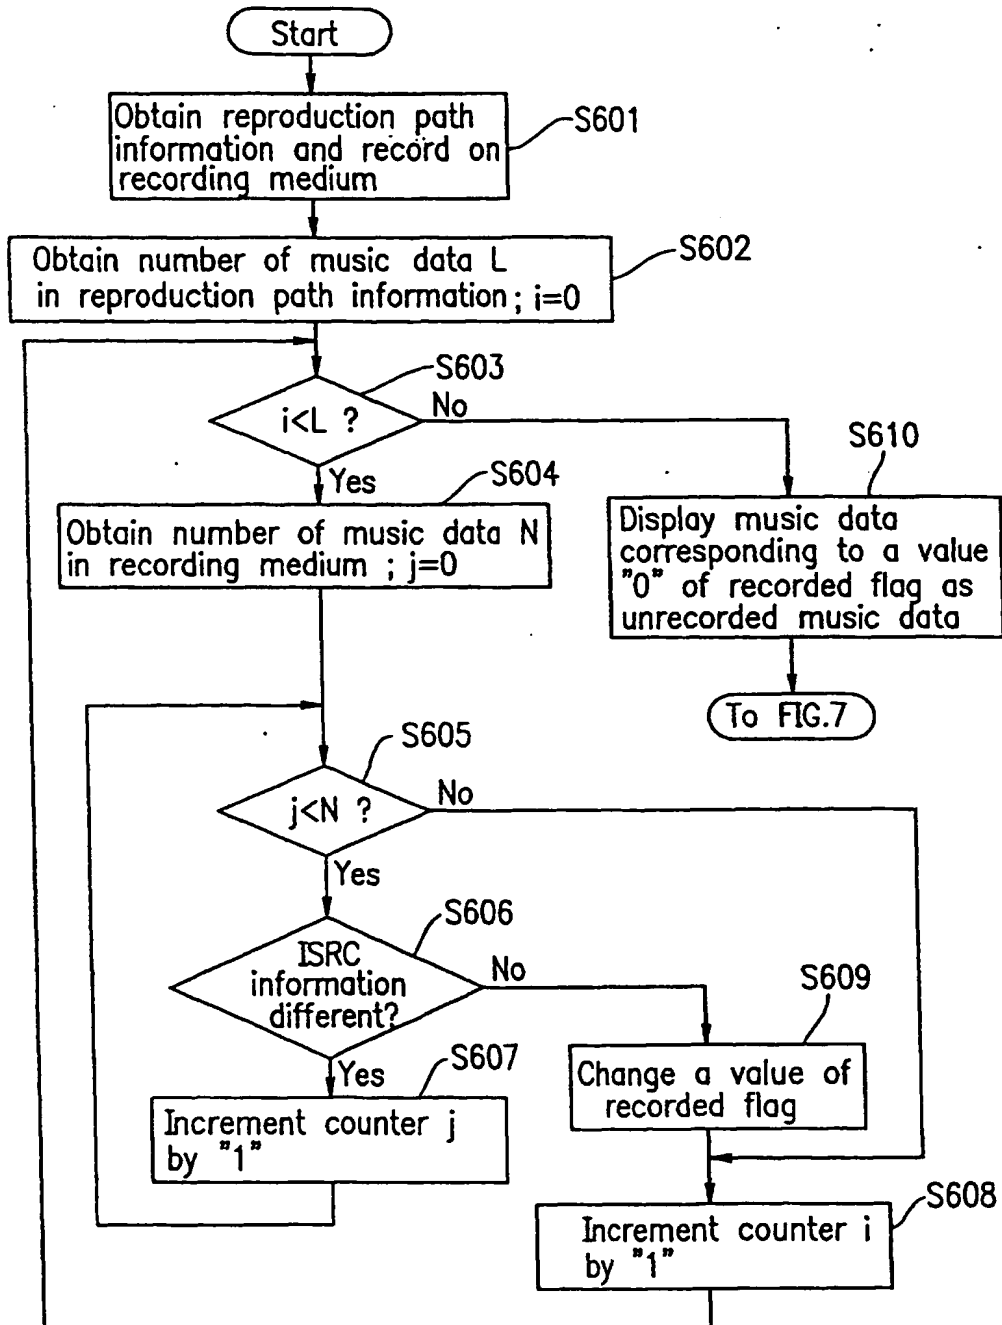 Start
Obtain reproduction path
information and record on
recording medium
S601
Obtain number of music data L
in reproduction path information; i=0
S602
i<L ?
S603
No
Yes
Obtain number of music data N
in recording medium ; j=0
S604
Display music data
corresponding to a value
"0" of recorded flag as
unrecorded music data
S610
To FIG.7
j<N ?
S605
No
Yes
ISRC
information
different?
S606
No
Yes
Increment counter j
by "1"
S607
Change a value of
recorded flag
S609
Increment counter i
by "1"
S608